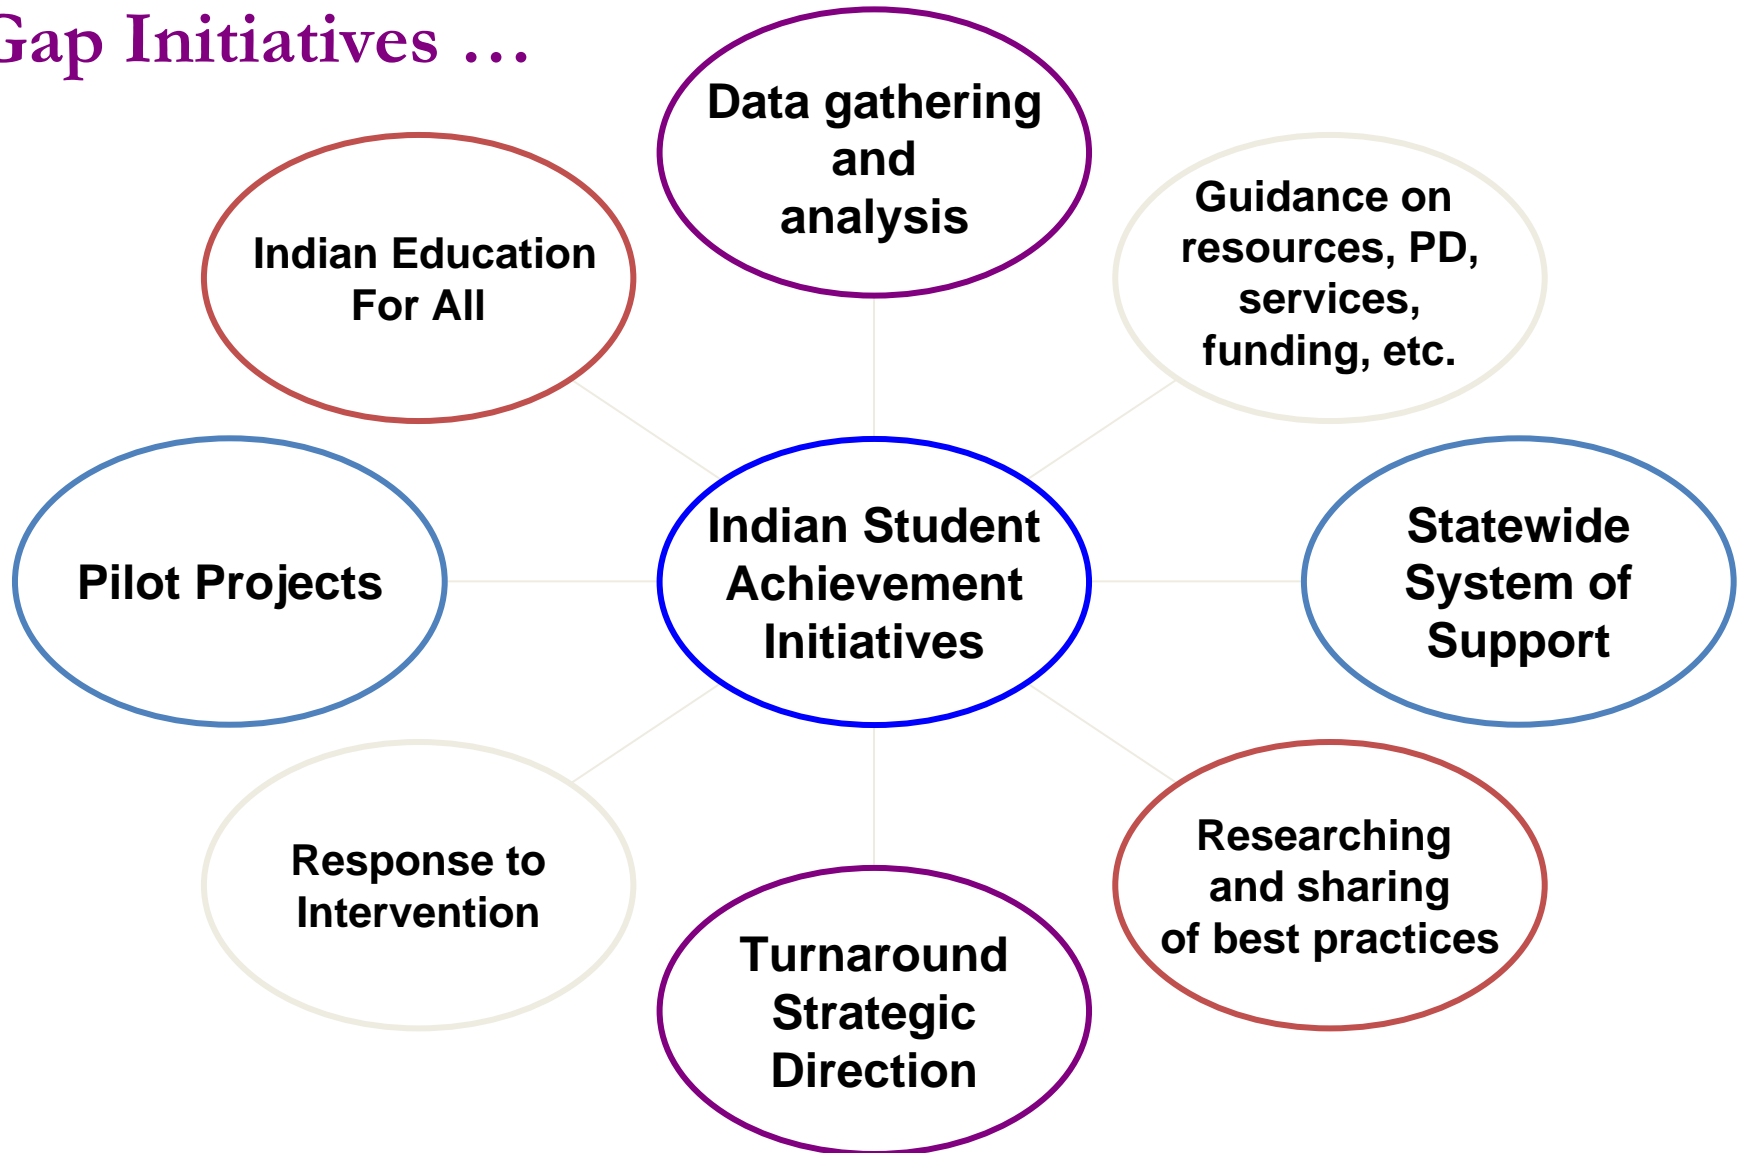 Gap Initiatives …
Data gathering
and
analysis
Guidance on
resources, PD,
services,
funding, etc.
Indian Education
For All
Indian Student
Achievement
Initiatives
Statewide
System of
Support
Pilot Projects
Researching
and sharing
of best practices
Response to
Intervention
Turnaround
Strategic
Direction